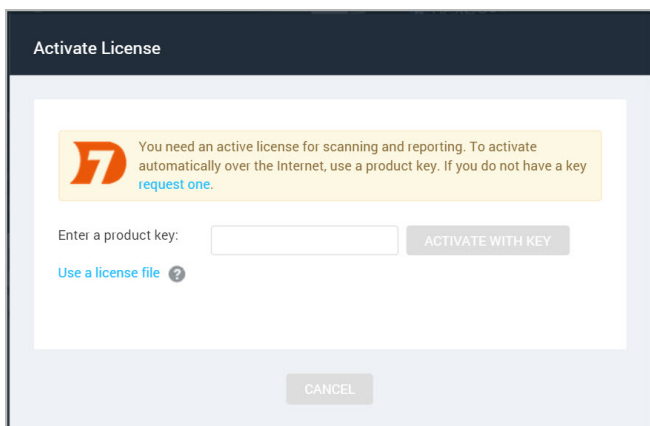 Activate License
You need an active license for scanning and reporting. To activate
automatically over the Internet, use a product key. If you do not have a key
request one.
Enter a product key:
ACTIVATE WITH KEY
Use a license file ?
CANCEL